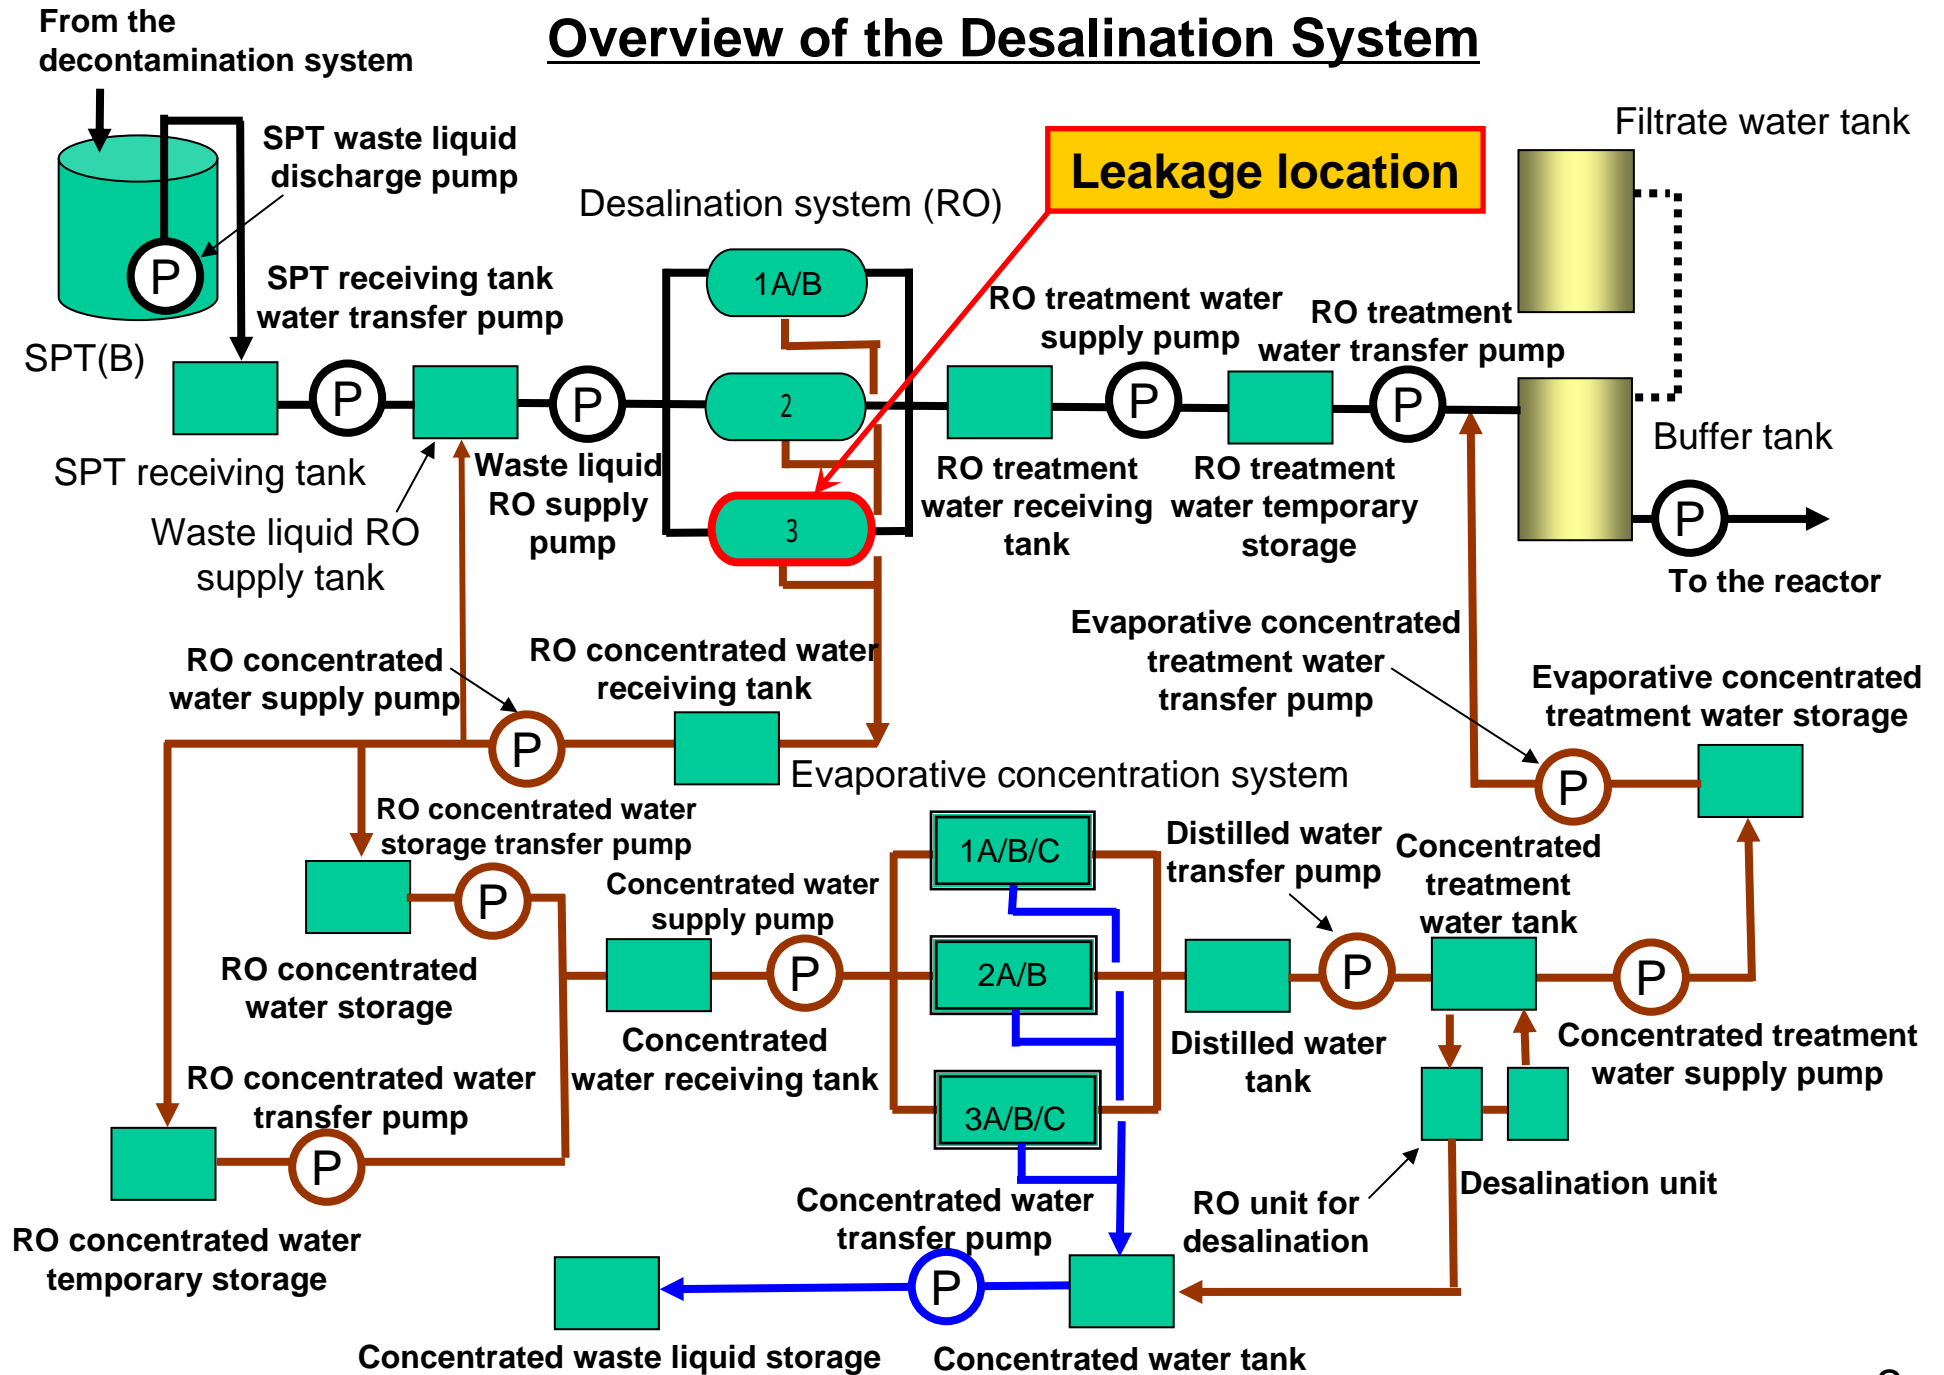 Overview of the Desalination System
From the
decontamination system
SPT waste liquid
discharge pump
P
SPT(B)
SPT receiving tank
water transfer pump
P
SPT receiving tank
Waste liquid RO
supply tank
P
Waste liquid
RO supply
pump
Desalination system (RO)
1A/B
2
3
Leakage location
RO treatment water
supply pump
P
RO treatment
water receiving
tank
RO treatment
water transfer pump
P
RO treatment
water temporary
storage
Filtrate water tank
Buffer tank
P
To the reactor
RO concentrated
water supply pump
P
RO concentrated water
receiving tank
Evaporative concentrated
treatment water
transfer pump
P
Evaporative concentrated
treatment water storage
Evaporative concentration system
1A/B/C
2A/B
3A/B/C
RO concentrated water
storage transfer pump
P
RO concentrated
water storage
Concentrated water
supply pump
P
Concentrated
water receiving tank
Distilled water
transfer pump
P
Distilled water
tank
Concentrated
treatment
water tank
P
Concentrated treatment
water supply pump
RO concentrated water
transfer pump
P
RO concentrated water
temporary storage
RO unit for
desalination
Desalination unit
Concentrated water
transfer pump
P
Concentrated waste liquid storage
Concentrated water tank